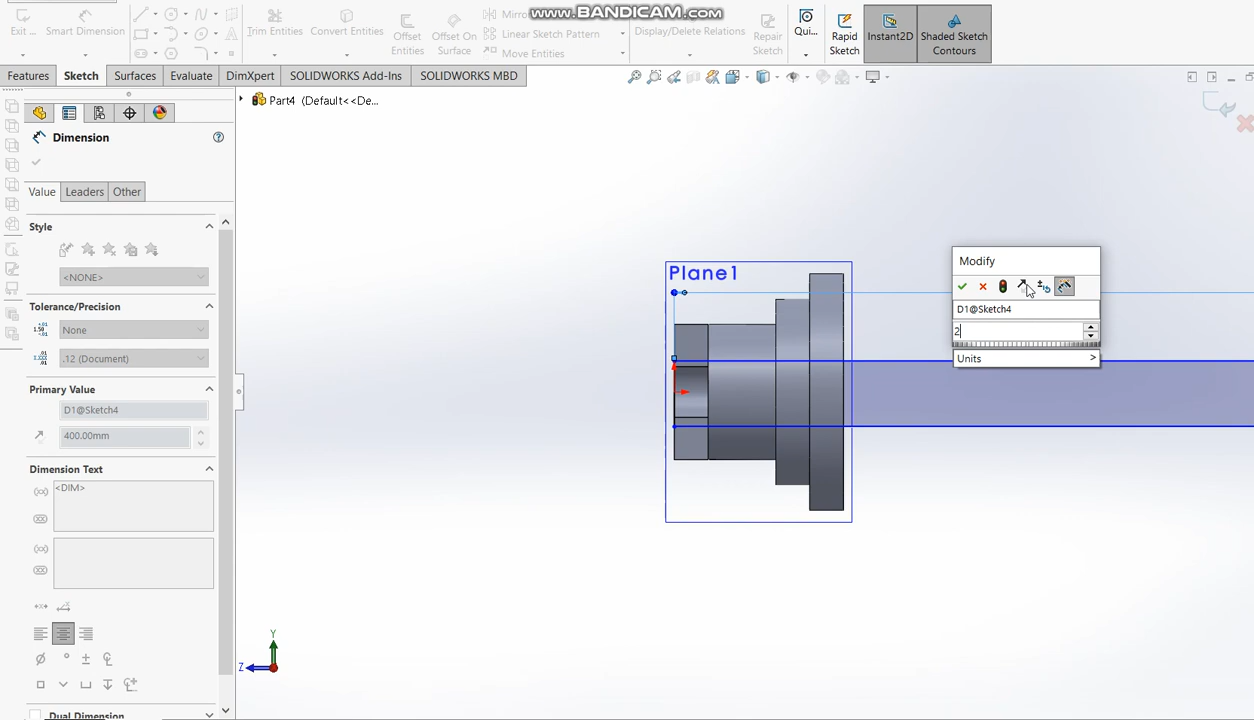 www.BANDICAM.com
Exit ...
Smart Dimension
Trim Entities
Convert Entities
Offset Entities
Offset On Surface
Mirro
Linear Sketch Pattern
Move Entities
Display/Delete Relations
Repair Sketch
Qui...
Rapid Sketch
Instant2D
Shaded Sketch Contours
Features
Sketch
Surfaces
Evaluate
DimXpert
SOLIDWORKS Add-Ins
SOLIDWORKS MBD
Part4 (Default<<De...
Dimension
Value
Leaders
Other
Style
<NONE>
Tolerance/Precision
None
.12 (Document)
Primary Value
D1@Sketch4
400.00mm
Dimension Text
<DIM>
Dual Dimension
Plane1
Modify
D1@Sketch4
2
Units
Y
Z